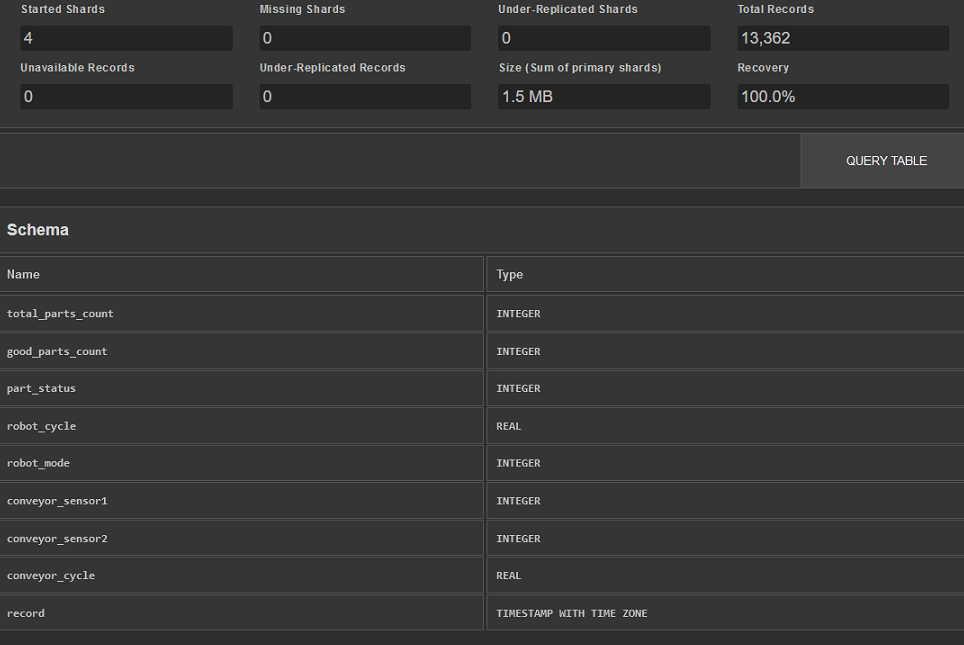 Started Shards Missing Shards Under-Replicated Shards Total Records
4 0 0 13,362
Unavailable Records Under-Replicated Records Size (Sum of primary shards) Recovery
0 0 1.5 MB 100.0%
QUERY TABLE
Schema
Name Type
total_parts_count INTEGER
good_parts_count INTEGER
part_status INTEGER
robot_cycle REAL
robot_mode INTEGER
conveyor_sensor1 INTEGER
conveyor_sensor2 INTEGER
conveyor_cycle REAL
record TIMESTAMP WITH TIME ZONE